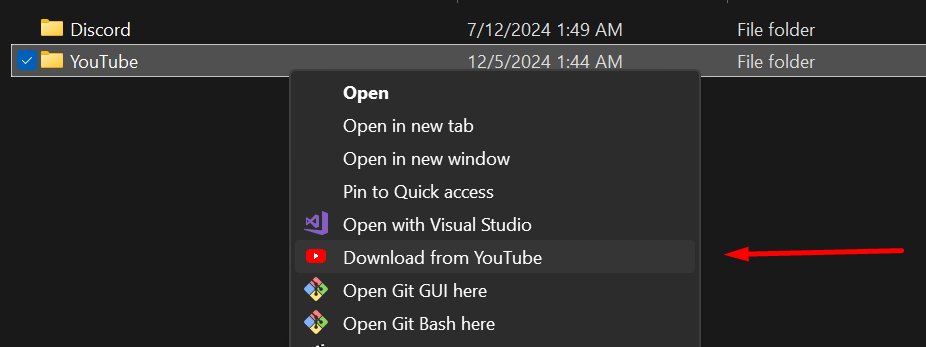 Discord 7/12/2024 1:49 AM File folder
YouTube 12/5/2024 1:44 AM File folder
Open
Open in new tab
Open in new window
Pin to Quick access
Open with Visual Studio
Download from YouTube
Open Git GUI here
Open Git Bash here